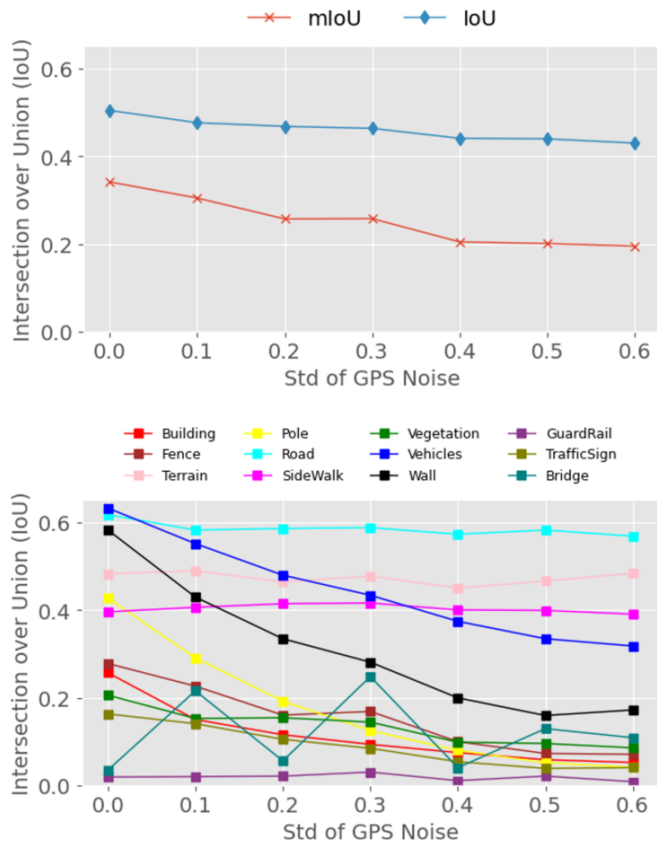 mIoU IoU
Intersection over Union (IoU)
0.6
0.4
0.2
0.0
0.0 0.1 0.2 0.3 0.4 0.5 0.6
Std of GPS Noise
Building Pole Vegetation GuardRail
Fence Road Vehicles TrafficSign
Terrain SideWalk Wall Bridge
Intersection over Union (IoU)
0.6
0.4
0.2
0.0
0.0 0.1 0.2 0.3 0.4 0.5 0.6
Std of GPS Noise